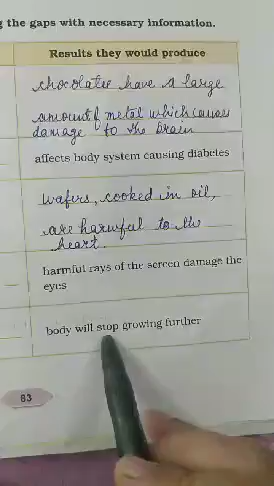 g the gaps with necessary information.
Results they would produce
chocolates have a large
amount of metal which causes
damage to the brain
affects body system causing diabetes
wafers, cooked in oil,
are harmful to the
heart.
harmful rays of the screen damage the
eyes
body will stop growing further
83